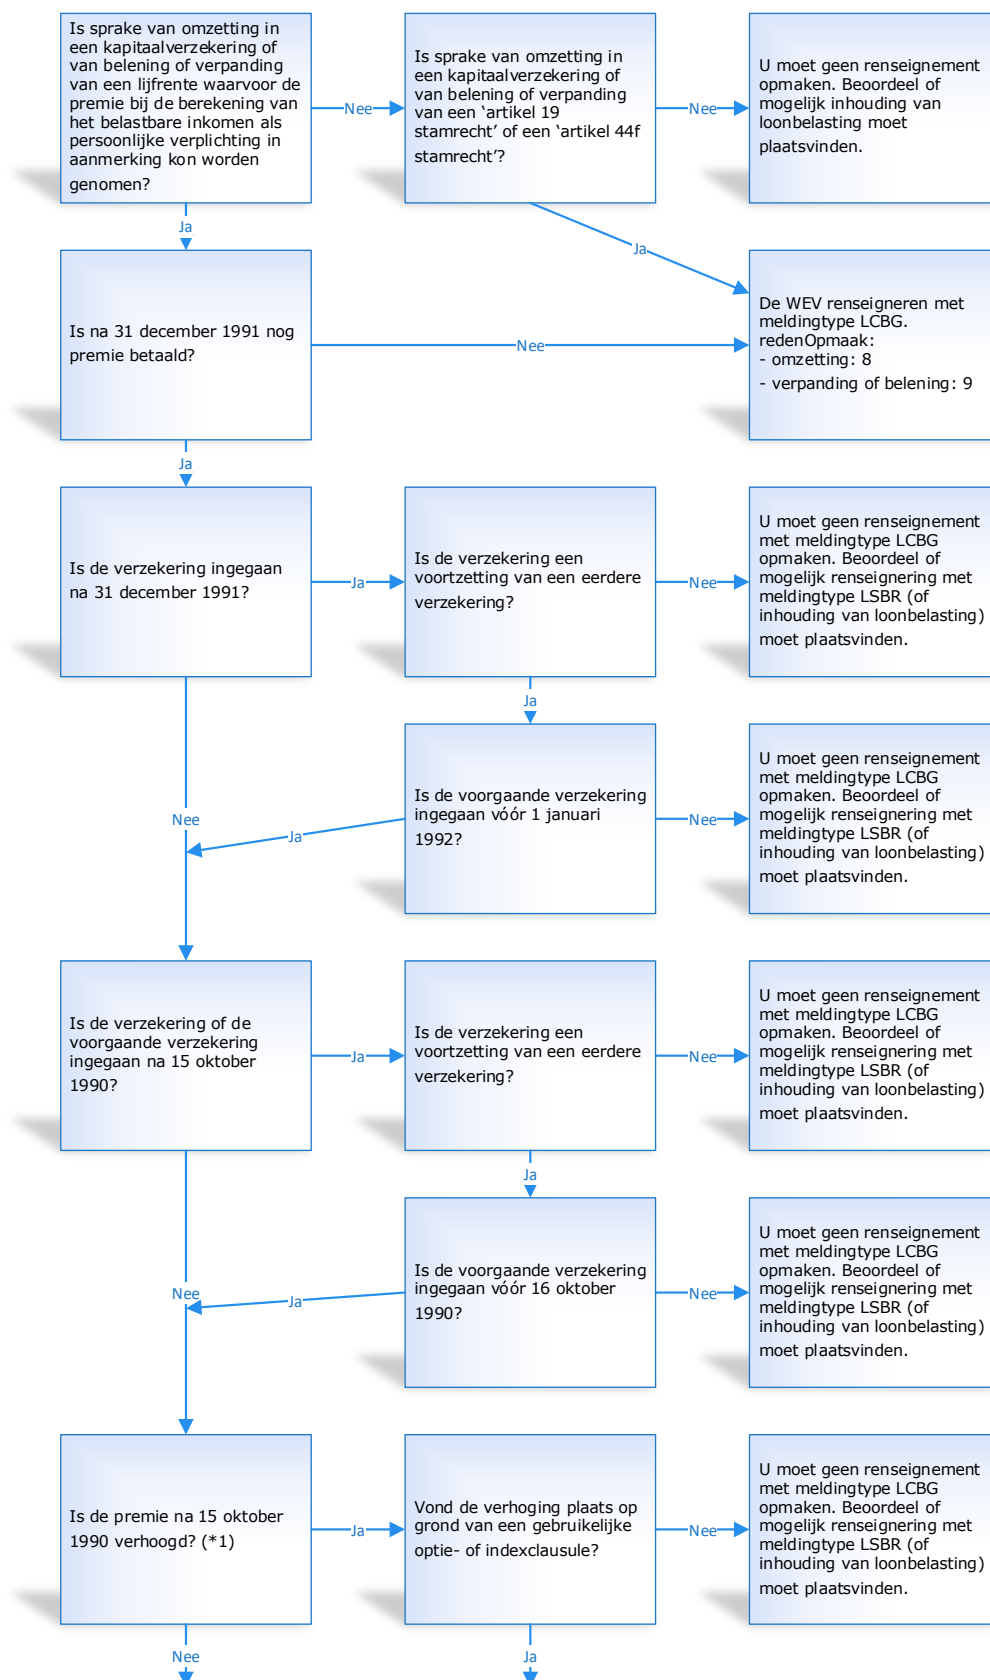 Is sprake van omzetting in
een kapitaalverzekering of
van belening of verpanding
van een lijfrente waarvoor de
premie bij de berekening van
het belastbare inkomen als
persoonlijke verplichting in
aanmerking kon worden
genomen?
Nee
Is sprake van omzetting in
een kapitaalverzekering of
van belening of verpanding
van een ‘artikel 19
stamrecht’ of een ‘artikel 44f
stamrecht’?
Nee
U moet geen renseignement
opmaken. Beoordeel of
mogelijk inhouding van
loonbelasting moet
plaatsvinden.
Ja
Ja
Is na 31 december 1991 nog
premie betaald?
Nee
De WEV renseigneren met
meldingtype LCBG.
redenOpmaak:
- omzetting: 8
- verpanding of belening: 9
Ja
Is de verzekering ingegaan
na 31 december 1991?
Ja
Is de verzekering een
voortzetting van een eerdere
verzekering?
Nee
U moet geen renseignement
met meldingtype LCBG
opmaken. Beoordeel of
mogelijk renseignering met
meldingtype LSBR (of
inhouding van loonbelasting)
moet plaatsvinden.
Ja
Nee
Ja
Is de voorgaande verzekering
ingegaan vóór 1 januari
1992?
Nee
U moet geen renseignement
met meldingtype LCBG
opmaken. Beoordeel of
mogelijk renseignering met
meldingtype LSBR (of
inhouding van loonbelasting)
moet plaatsvinden.
Is de verzekering of de
voorgaande verzekering
ingegaan na 15 oktober
1990?
Ja
Is de verzekering een
voortzetting van een eerdere
verzekering?
Nee
U moet geen renseignement
met meldingtype LCBG
opmaken. Beoordeel of
mogelijk renseignering met
meldingtype LSBR (of
inhouding van loonbelasting)
moet plaatsvinden.
Ja
Nee
Ja
Is de voorgaande verzekering
ingegaan vóór 16 oktober
1990?
Nee
U moet geen renseignement
met meldingtype LCBG
opmaken. Beoordeel of
mogelijk renseignering met
meldingtype LSBR (of
inhouding van loonbelasting)
moet plaatsvinden.
Is de premie na 15 oktober
1990 verhoogd? (*1)
Ja
Vond de verhoging plaats op
grond van een gebruikelijke
optie- of indexclausule?
Nee
U moet geen renseignement
met meldingtype LCBG
opmaken. Beoordeel of
mogelijk renseignering met
meldingtype LSBR (of
inhouding van loonbelasting)
moet plaatsvinden.
Nee
Ja